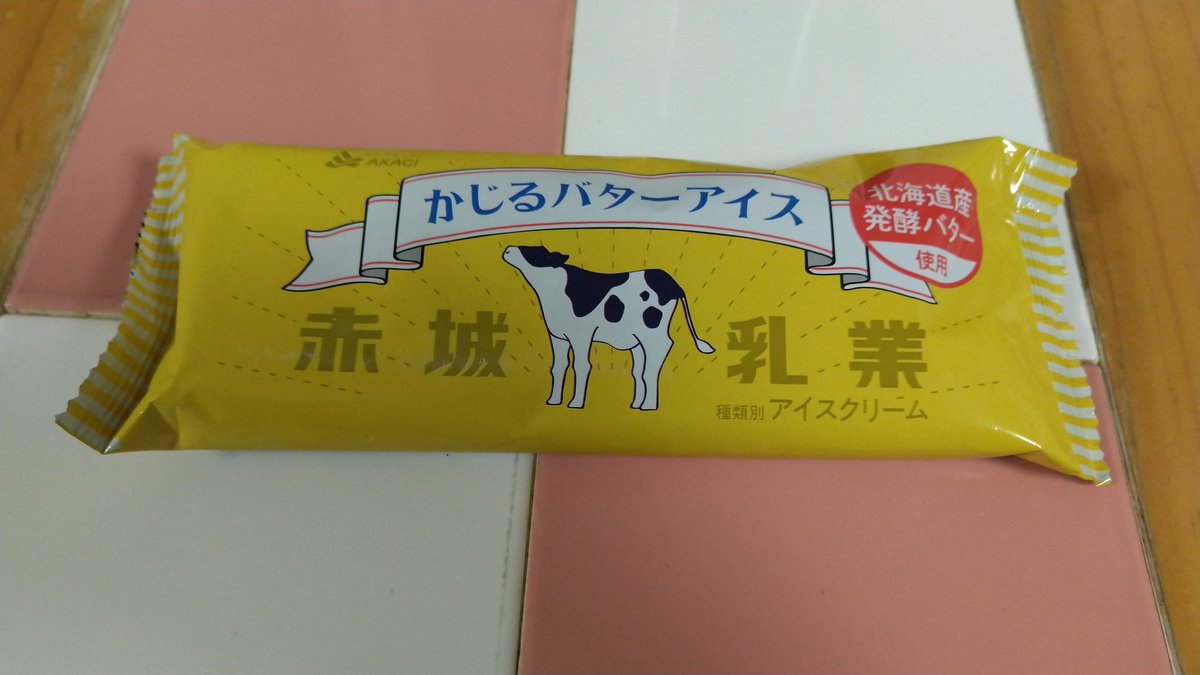 AKAGI
かじるバターアイス
北海道産
発酵バター
使用
赤城乳業
種類別 アイスクリーム